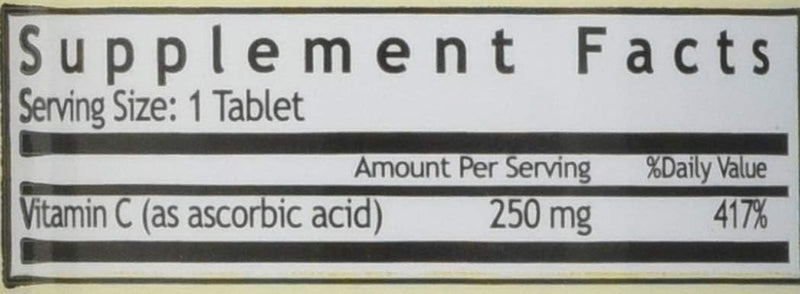 Supplement Facts
Serving Size: 1 Tablet
Amount Per Serving %Daily Value
Vitamin C (as ascorbic acid) 250 mg 417%